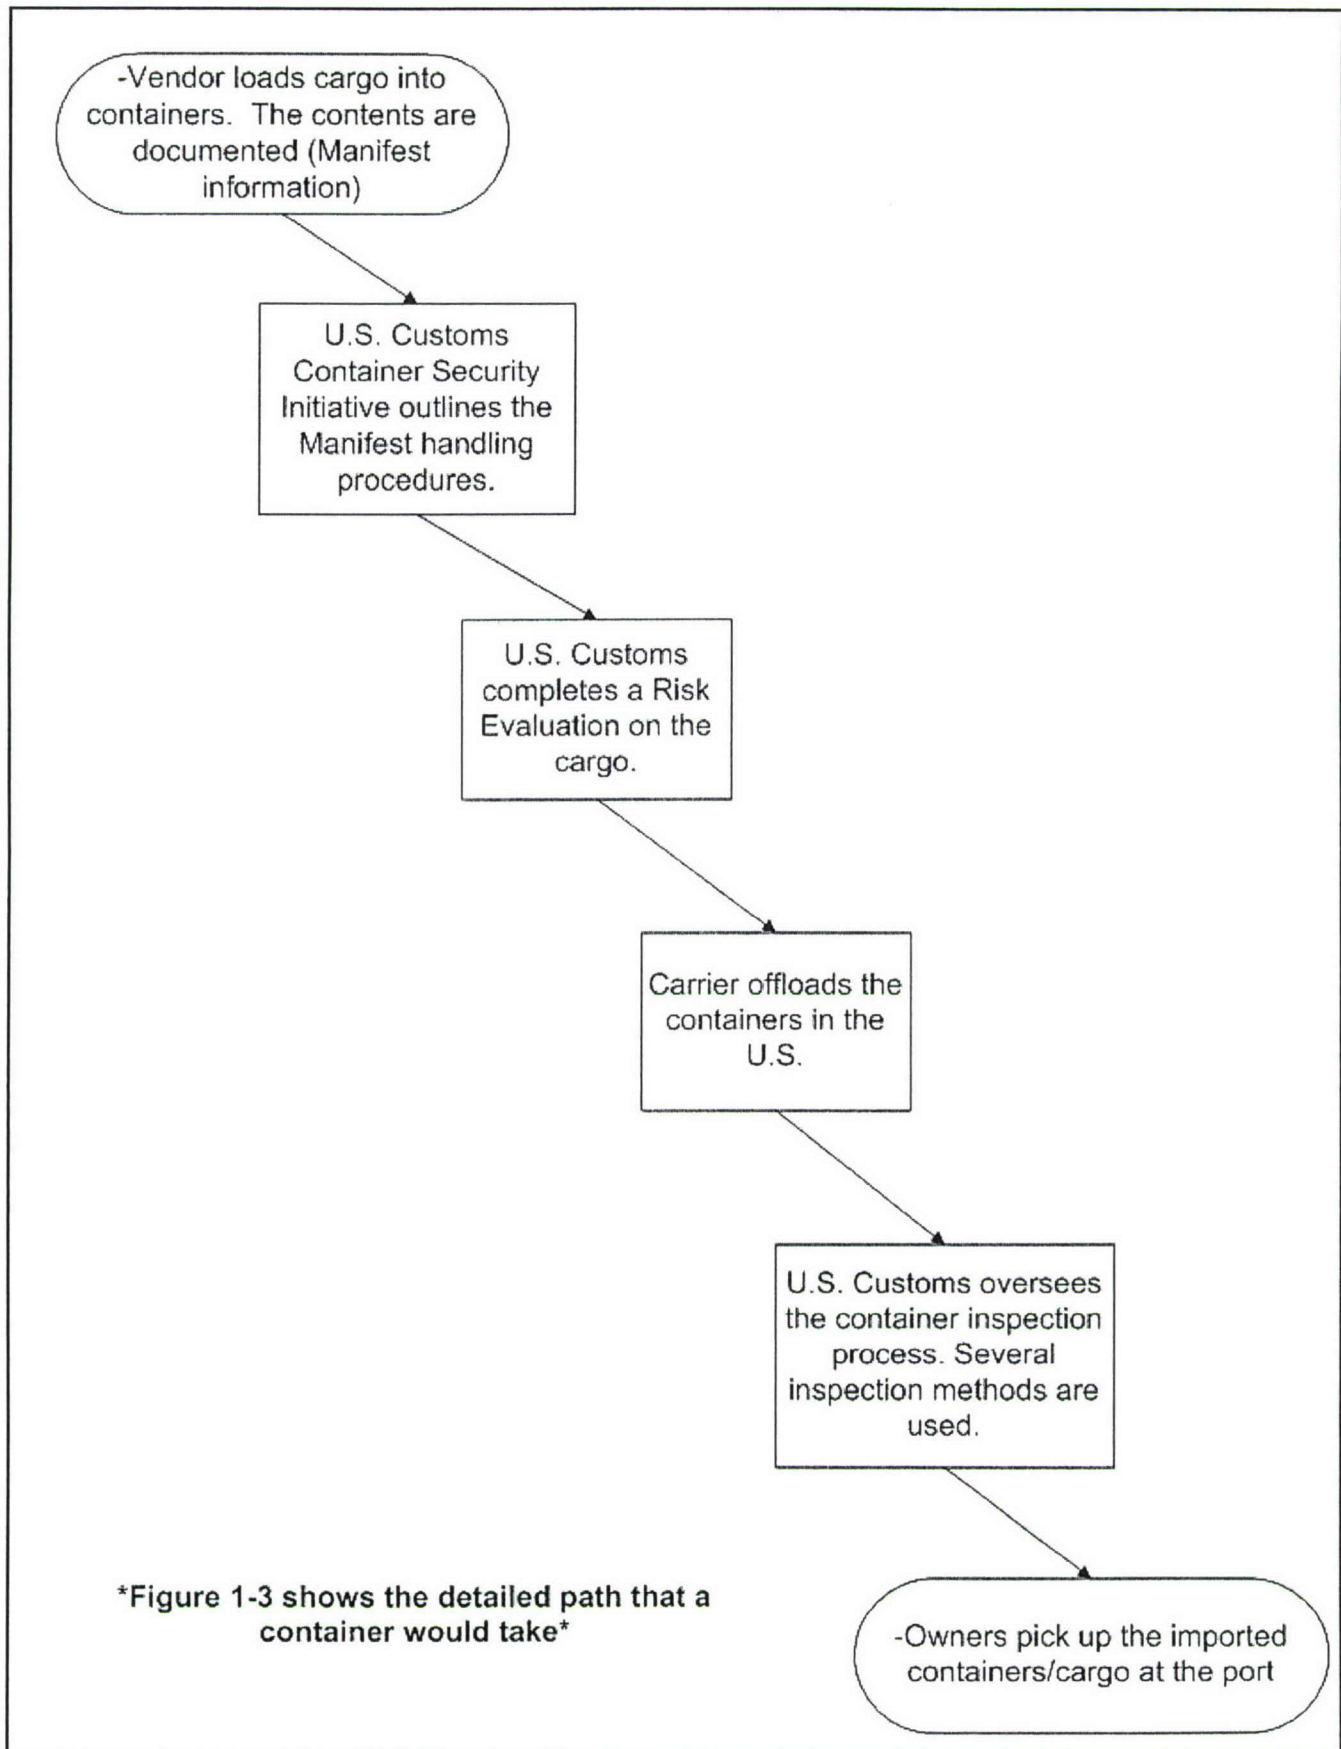 -Vendor loads cargo into
containers. The contents are
documented (Manifest
information)
U.S. Customs
Container Security
Initiative outlines the
Manifest handling
procedures.
U.S. Customs
completes a Risk
Evaluation on the
cargo.
Carrier offloads the
containers in the
U.S.
U.S. Customs oversees
the container inspection
process. Several
inspection methods are
used.
-Owners pick up the imported
containers/cargo at the port
*Figure 1-3 shows the detailed path that a
container would take*